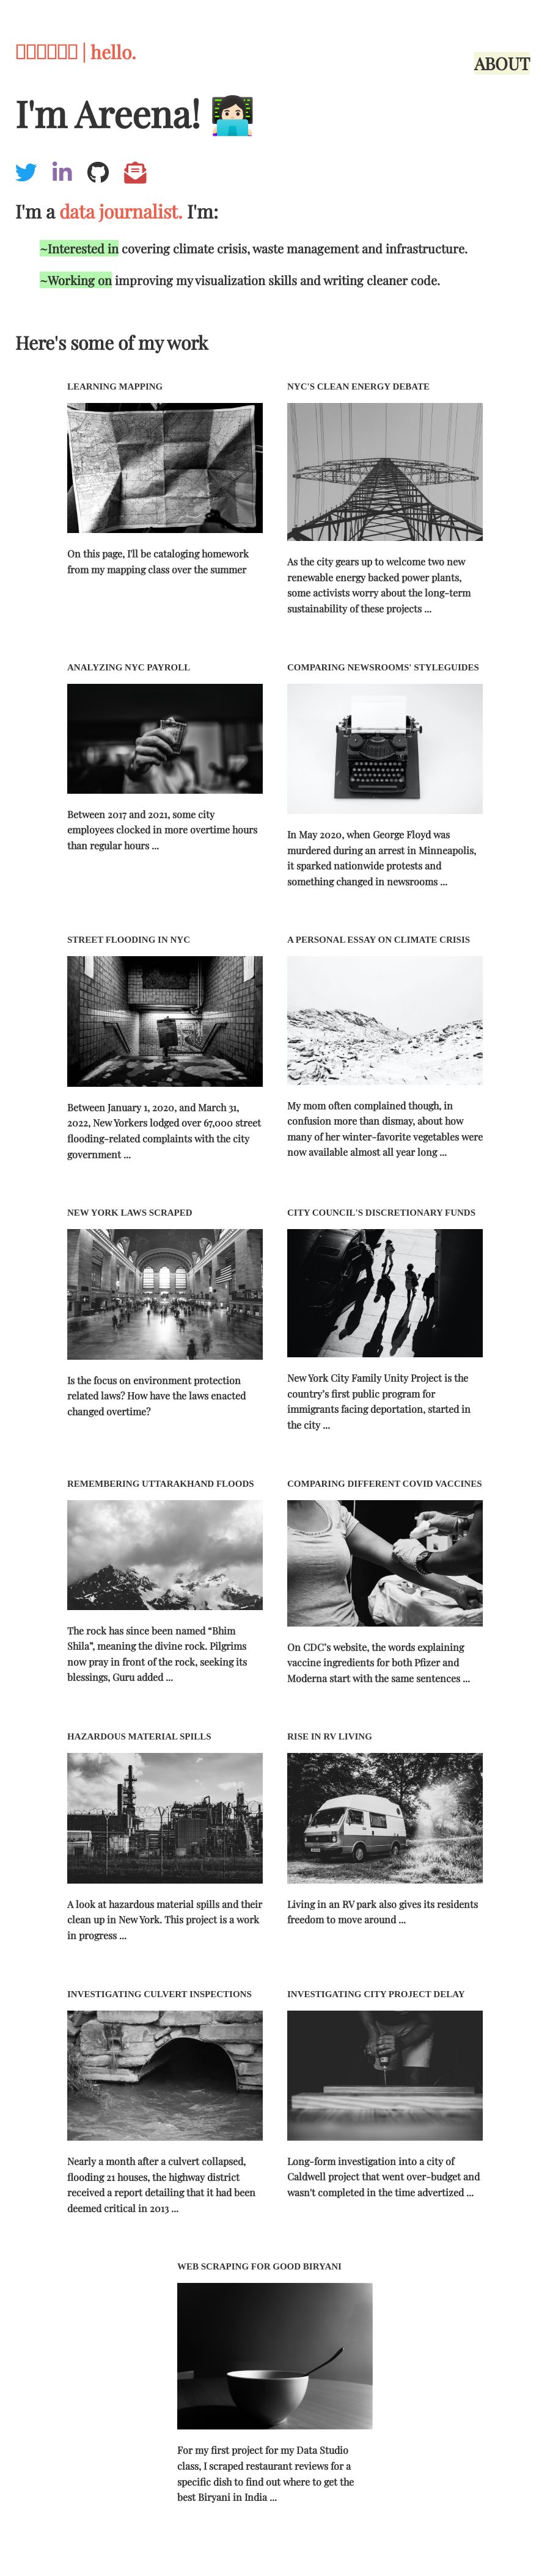 | hello.
ABOUT
I'm Areena!
I'm a data journalist. I'm:
~Interested in covering climate crisis, waste management and infrastructure.
~Working on improving my visualization skills and writing cleaner code.
Here's some of my work
LEARNING MAPPING
On this page, I'll be cataloging homework
from my mapping class over the summer
NYC'S CLEAN ENERGY DEBATE
As the city gears up to welcome two new
renewable energy backed power plants,
some activists worry about the long-term
sustainability of these projects ...
ANALYZING NYC PAYROLL
Between 2017 and 2021, some city
employees clocked in more overtime hours
than regular hours ...
COMPARING NEWSROOMS' STYLEGUIDES
In May 2020, when George Floyd was
murdered during an arrest in Minneapolis,
it sparked nationwide protests and
something changed in newsrooms ...
STREET FLOODING IN NYC
Between January 1, 2020, and March 31,
2022, New Yorkers lodged over 67,000 street
flooding-related complaints with the city
government ...
A PERSONAL ESSAY ON CLIMATE CRISIS
My mom often complained though, in
confusion more than dismay, about how
many of her winter-favorite vegetables were
now available almost all year long ...
NEW YORK LAWS SCRAPED
Is the focus on environment protection
related laws? How have the laws enacted
changed overtime?
CITY COUNCIL'S DISCRETIONARY FUNDS
New York City Family Unity Project is the
country's first public program for
immigrants facing deportation, started in
the city ...
REMEMBERING UTTARAKHAND FLOODS
The rock has since been named “Bhim
Shila”, meaning the divine rock. Pilgrims
now pray in front of the rock, seeking its
blessings, Guru added ...
COMPARING DIFFERENT COVID VACCINES
On CDC's website, the words explaining
vaccine ingredients for both Pfizer and
Moderna start with the same sentences ...
HAZARDOUS MATERIAL SPILLS
A look at hazardous material spills and their
clean up in New York. This project is a work
in progress ...
RISE IN RV LIVING
Living in an RV park also gives its residents
freedom to move around ...
INVESTIGATING CULVERT INSPECTIONS
Nearly a month after a culvert collapsed,
flooding 21 houses, the highway district
received a report detailing that it had been
deemed critical in 2013 ...
INVESTIGATING CITY PROJECT DELAY
Long-form investigation into a city of
Caldwell project that went over-budget and
wasn't completed in the time advertized ...
WEB SCRAPING FOR GOOD BIRYANI
For my first project for my Data Studio
class, I scraped restaurant reviews for a
specific dish to find out where to get the
best Biryani in India ...